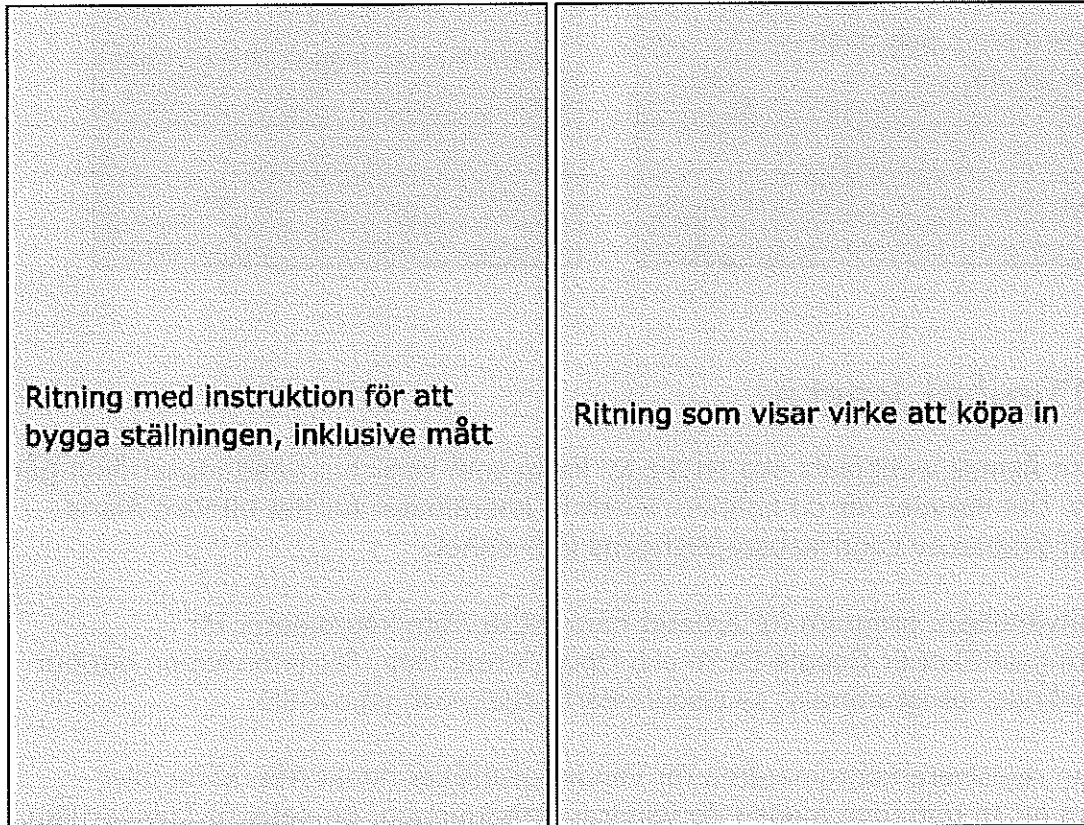 Ritning med instruktion för att
bygga ställningen, inklusive mått
Ritning som visar virke att köpa in